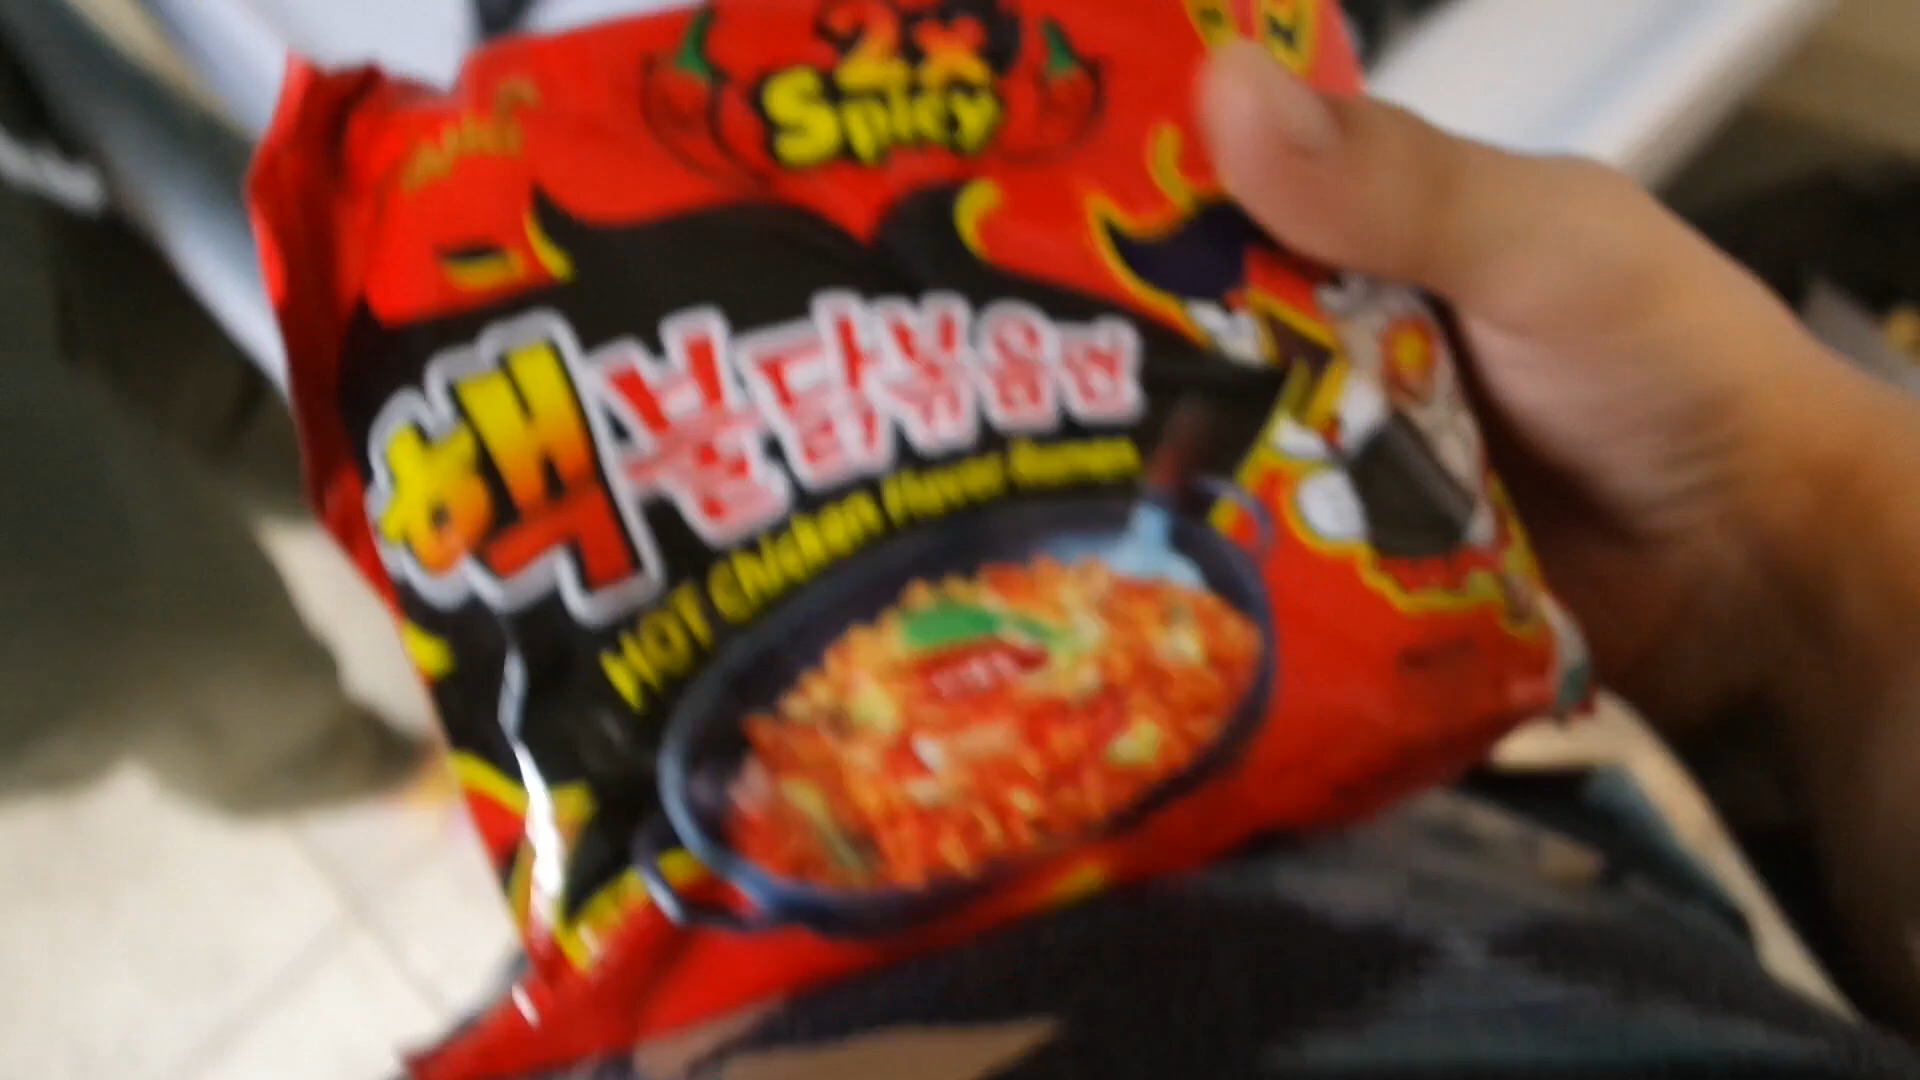 2x
Spicy
핵불닭볶음면
HOT Chicken Flavor Ramen